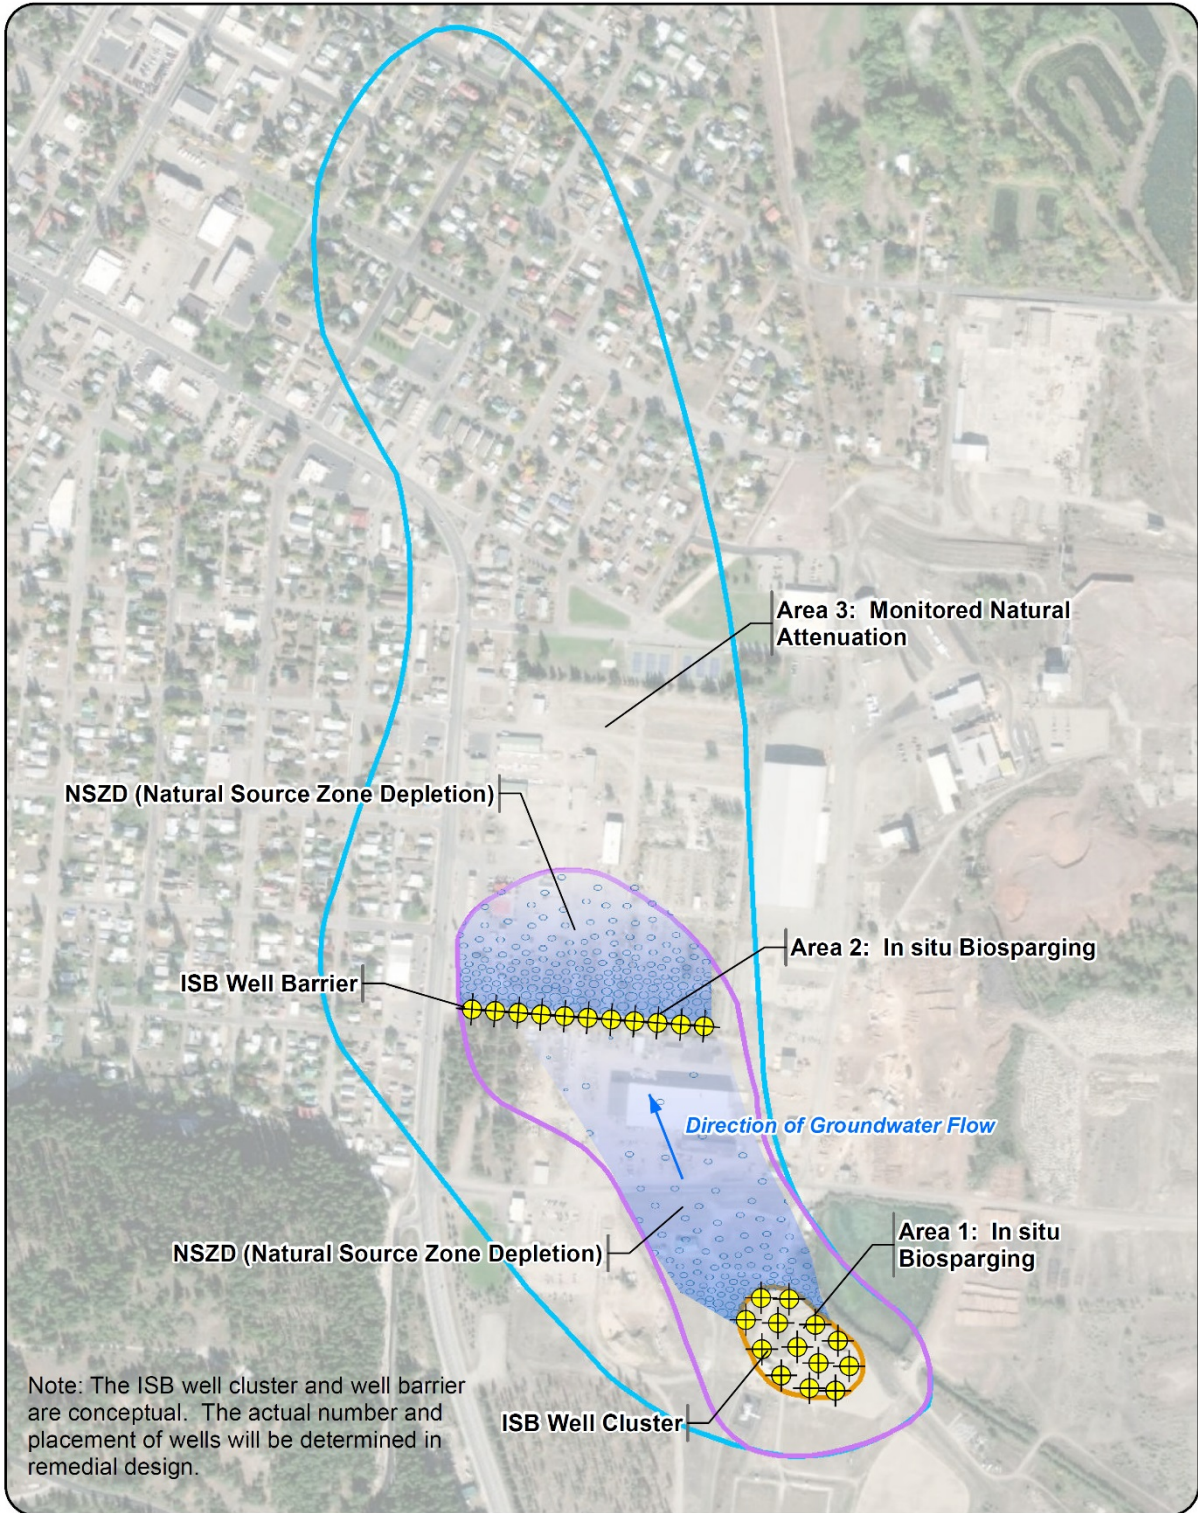 Area 3:  Monitored Natural
Attenuation
NSZD (Natural Source Zone Depletion)
Area 2:  In situ Biosparging
ISB Well Barrier
Direction of Groundwater Flow
Area 1:  In situ
Biosparging
NSZD (Natural Source Zone Depletion)
Note: The ISB well cluster and well barrier
are conceptual.  The actual number and
placement of wells will be determined in
remedial design.
ISB Well Cluster